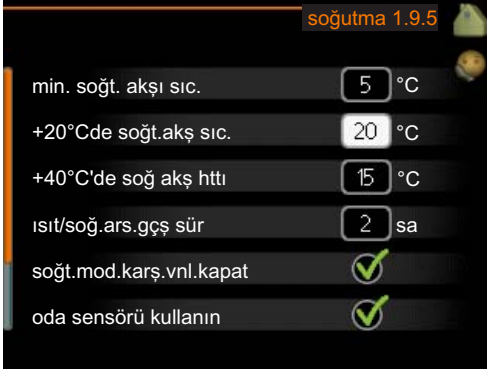 soğutma 1.9.5
min. soğt. akşı sıc. 5 °C
+20°Cde soğt.akş sıc. 20 °C
+40°C'de soğ akş httı 15 °C
ısıt/soğ.ars.gçş sür 2 sa
soğt.mod.karş.vnl.kapat
oda sensörü kullanın